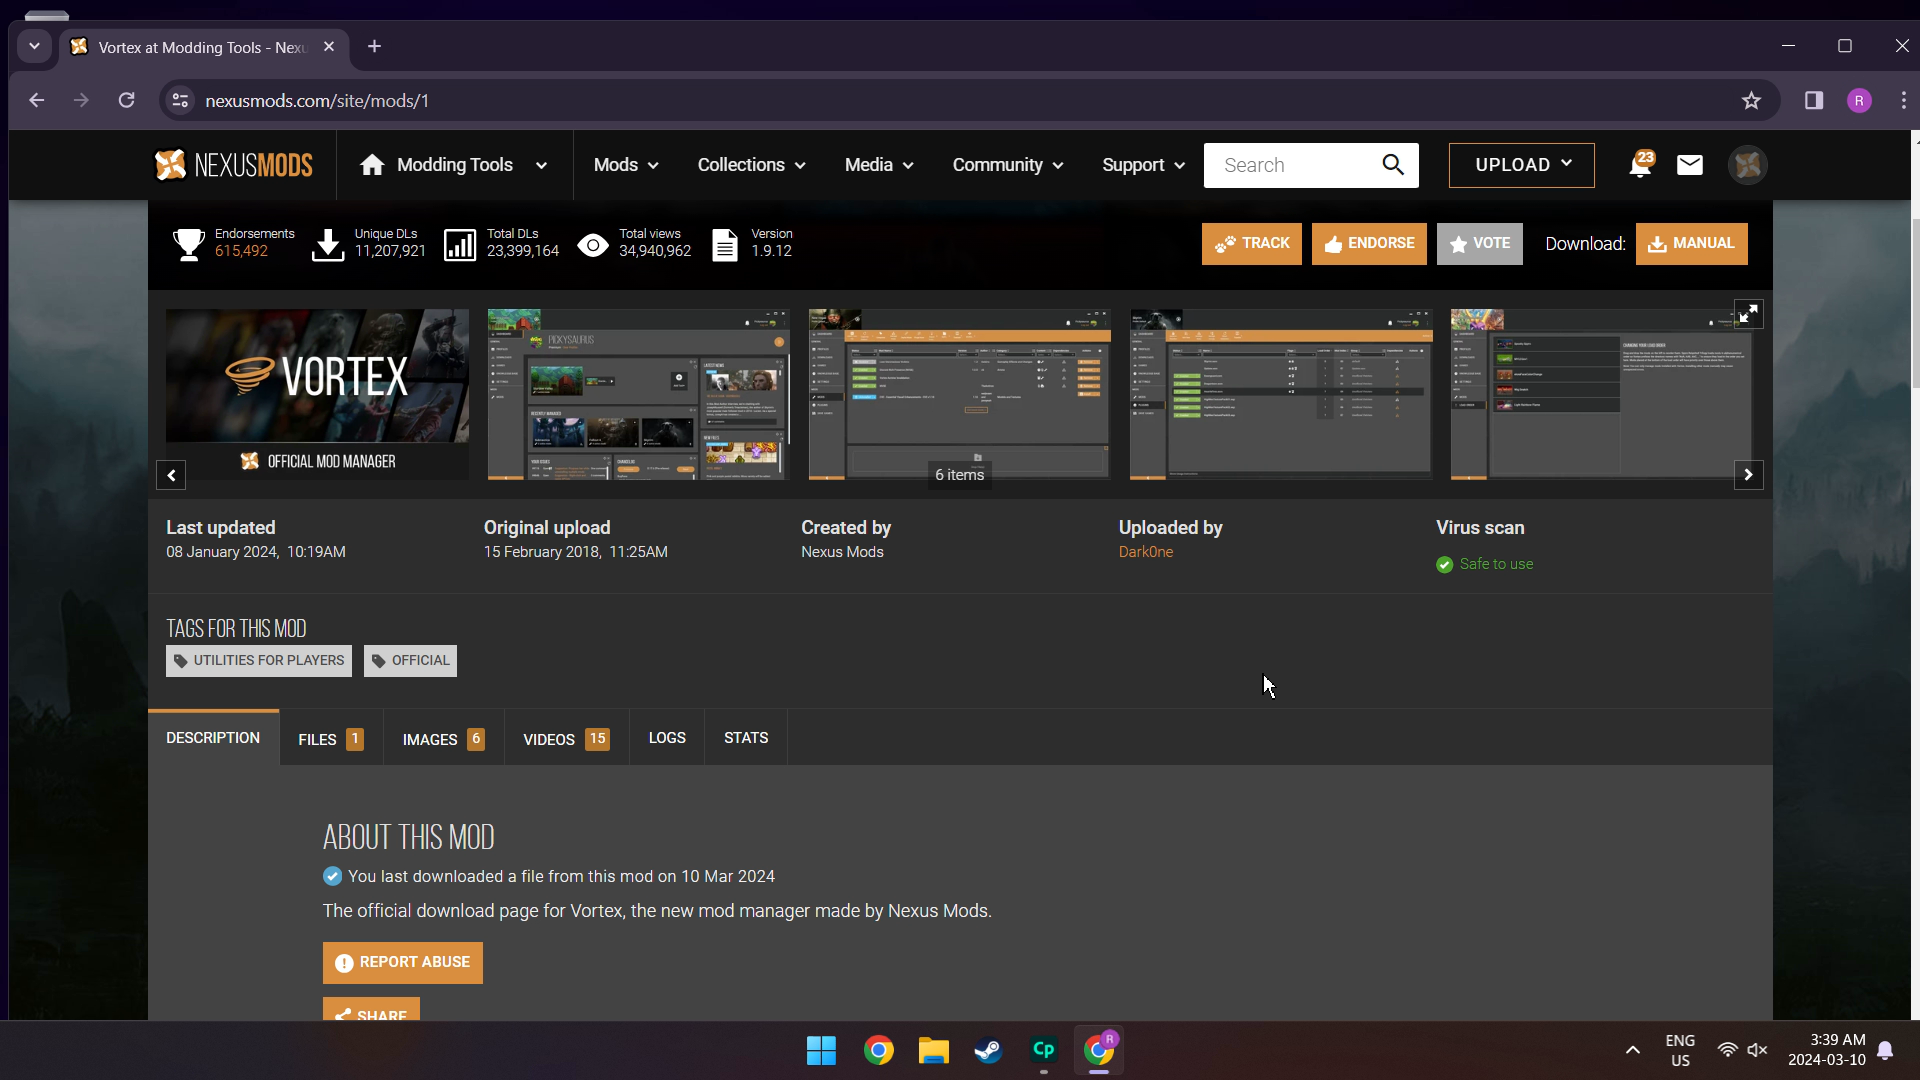 Vortex at Modding Tools - Nexu
nexusmods.com/site/mods/1
R
NEXUSMODS
Modding Tools
Mods
Collections
Media
Community
Support
Search
UPLOAD
23
Endorsements
615,492
Unique DLs
11,207,921
Total DLs
23,399,164
Total views
34,940,962
Version
1.9.12
TRACK
ENDORSE
VOTE
Download:
MANUAL
VORTEX
OFFICIAL MOD MANAGER
PICKYSAURUS
6 items
Last updated
08 January 2024, 10:19AM
Original upload
15 February 2018, 11:25AM
Created by
Nexus Mods
Uploaded by
Dark0ne
Virus scan
Safe to use
TAGS FOR THIS MOD
UTILITIES FOR PLAYERS
OFFICIAL
DESCRIPTION
FILES 1
IMAGES 6
VIDEOS 15
LOGS
STATS
ABOUT THIS MOD
You last downloaded a file from this mod on 10 Mar 2024
The official download page for Vortex, the new mod manager made by Nexus Mods.
REPORT ABUSE
SHARE
Cp
R
ENG
US
3:39 AM
2024-03-10